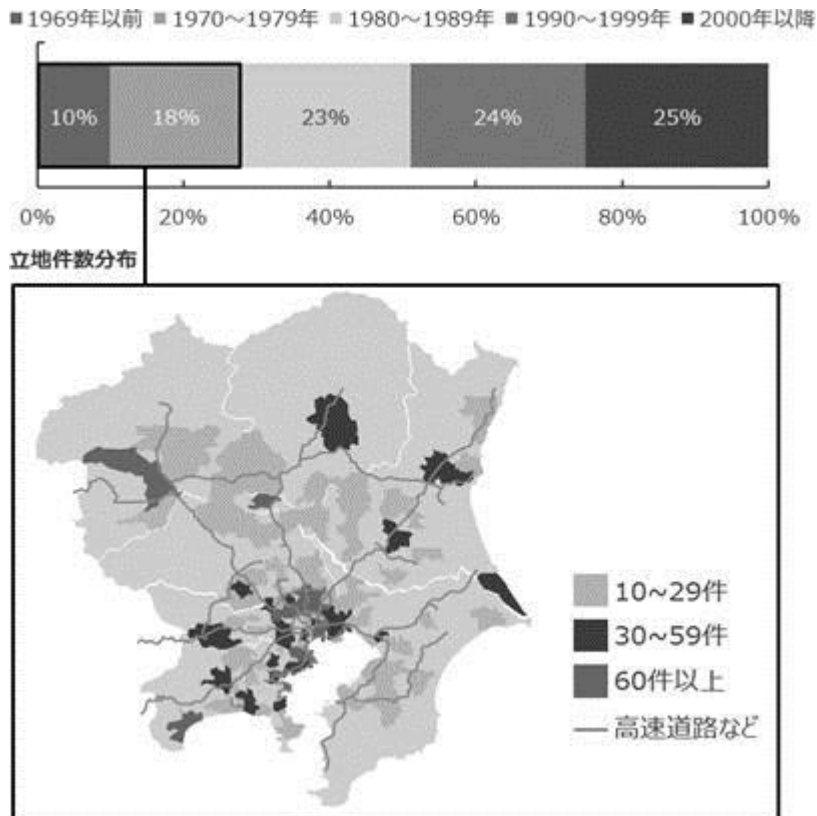 1969年以前 1970～1979年 1980～1989年 1990～1999年 2000年以降
10% 18% 23% 24% 25%
0% 20% 40% 60% 80% 100%
立地件数分布
10~29件
30~59件
60件以上
高速道路など